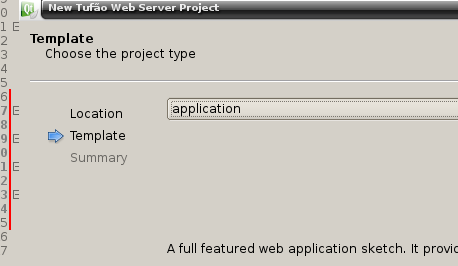 New Tufão Web Server Project
Template
Choose the project type
Location
application
Template
Summary
A full featured web application sketch. It